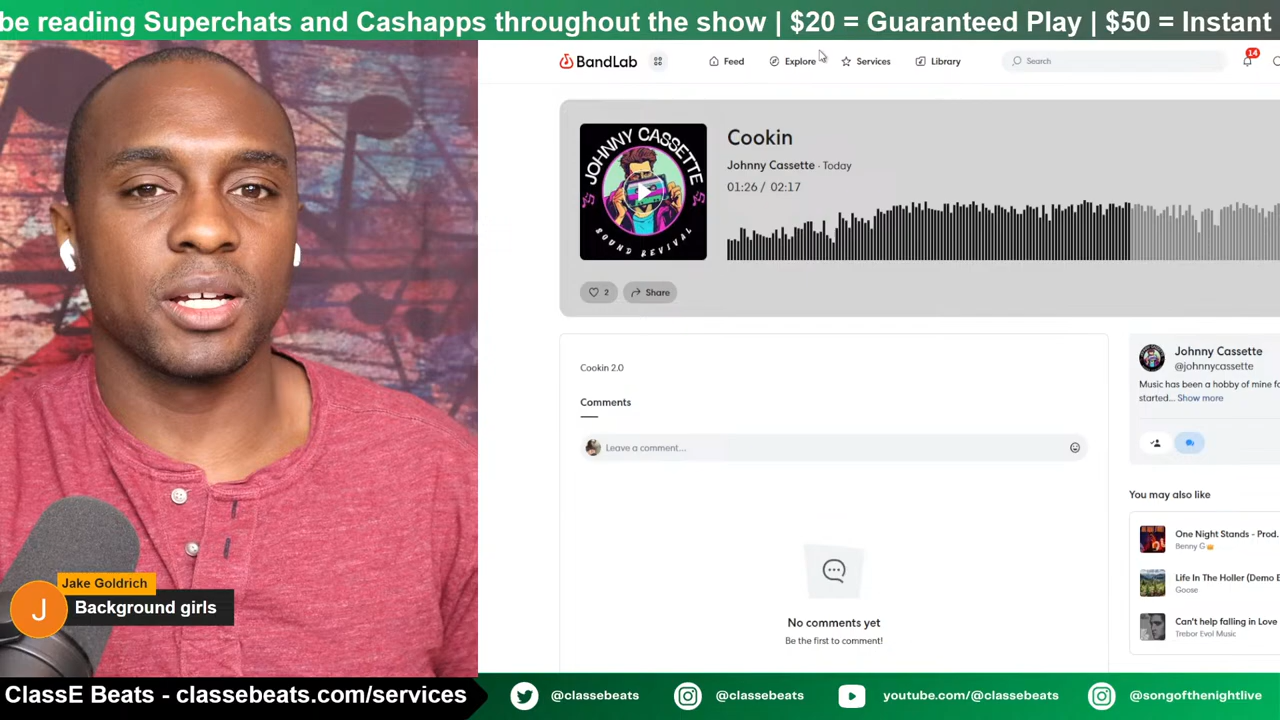 be reading Superchats and Cashapps throughout the show | $20 = Guaranteed Play | $50 = Instant
BandLab
Feed
Explore
Services
Library
Search
14
JOHNNY CASSETTE
SOUND REVIVAL
Cookin
Johnny Cassette · Today
01:26 / 02:17
2
Share
Cookin 2.0
Comments
Leave a comment...
No comments yet
Be the first to comment!
Johnny Cassette
@johnnycassette
Music has been a hobby of mine fo
started... Show more
You may also like
One Night Stands - Prod.
Benny G
Life In The Holler (Demo E
Goose
Can't help falling in Love
Trebor Evol Music
Jake Goldrich
J
Background girls
ClassE Beats - classebeats.com/services
@classebeats
@classebeats
youtube.com/@classebeats
@songofthenightlive